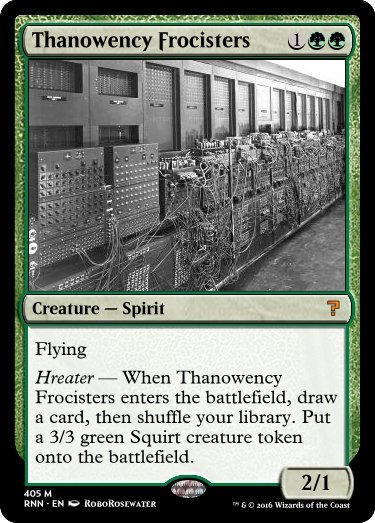 Thanowency Frocisters 1
Creature — Spirit
Flying
Hreater — When Thanowency
Frocisters enters the battlefield, draw
a card, then shuffle your library. Put
a 3/3 green Squirt creature token
onto the battlefield.
2/1
405 M
RNN • EN RoboRosewater
™ & © 2016 Wizards of the Coast